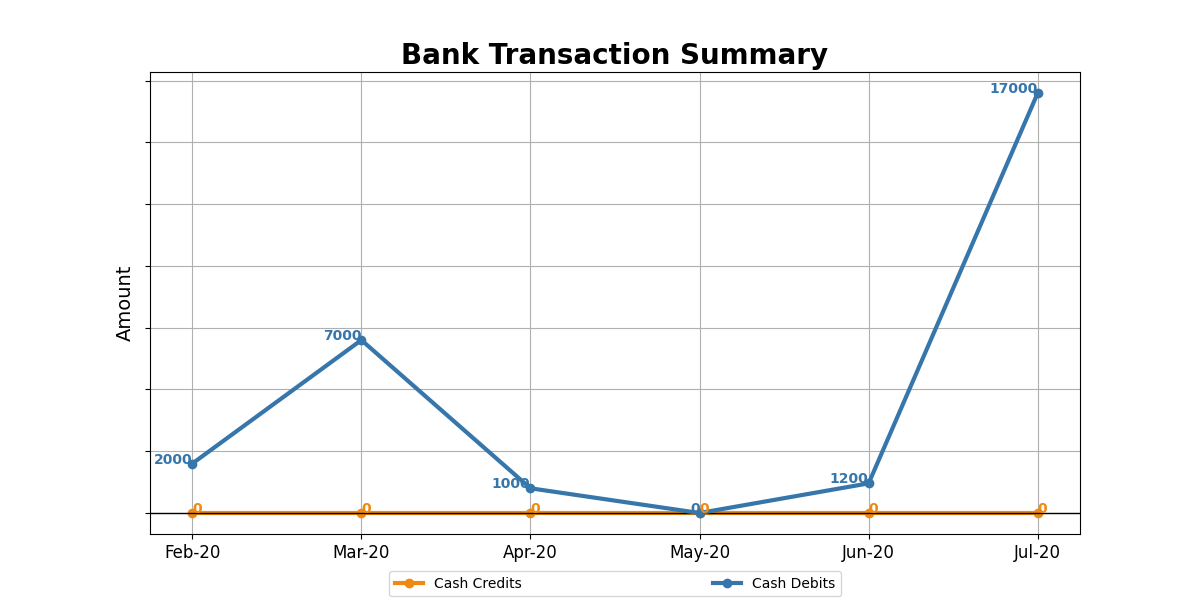 Bank Transaction Summary
Amount
17000
7000
2000
1000
1200
0
0
0
0
0
0
0
Feb-20
Mar-20
Apr-20
May-20
Jun-20
Jul-20
Cash Credits
Cash Debits